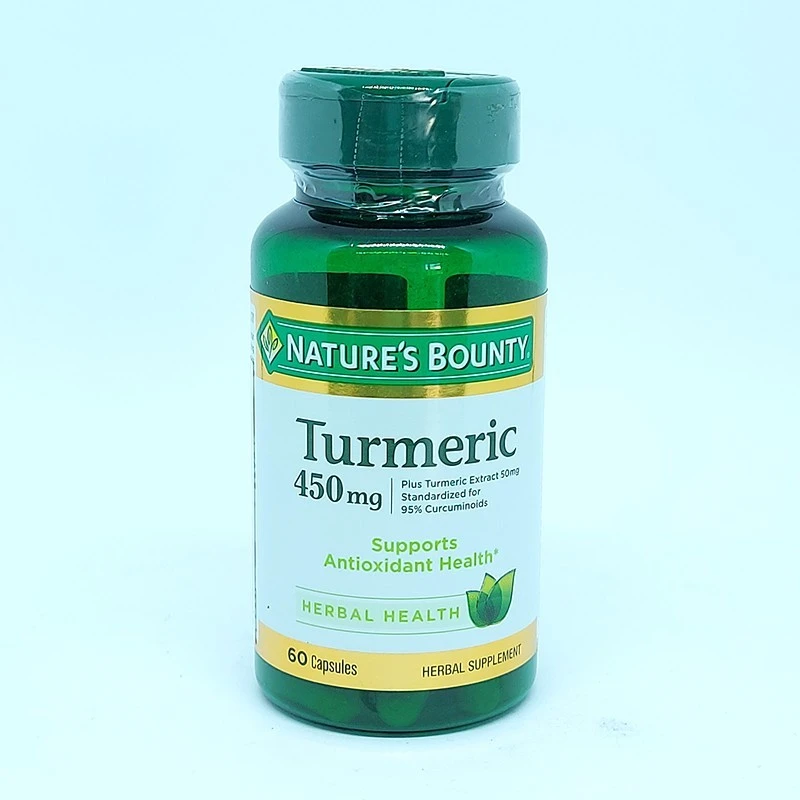 NATURE'S BOUNTY®
Turmeric
450 mg
Plus Turmeric Extract 50mg
Standardized for
95% Curcuminoids
Supports
Antioxidant Health*
HERBAL HEALTH
60 Capsules
HERBAL SUPPLEMENT